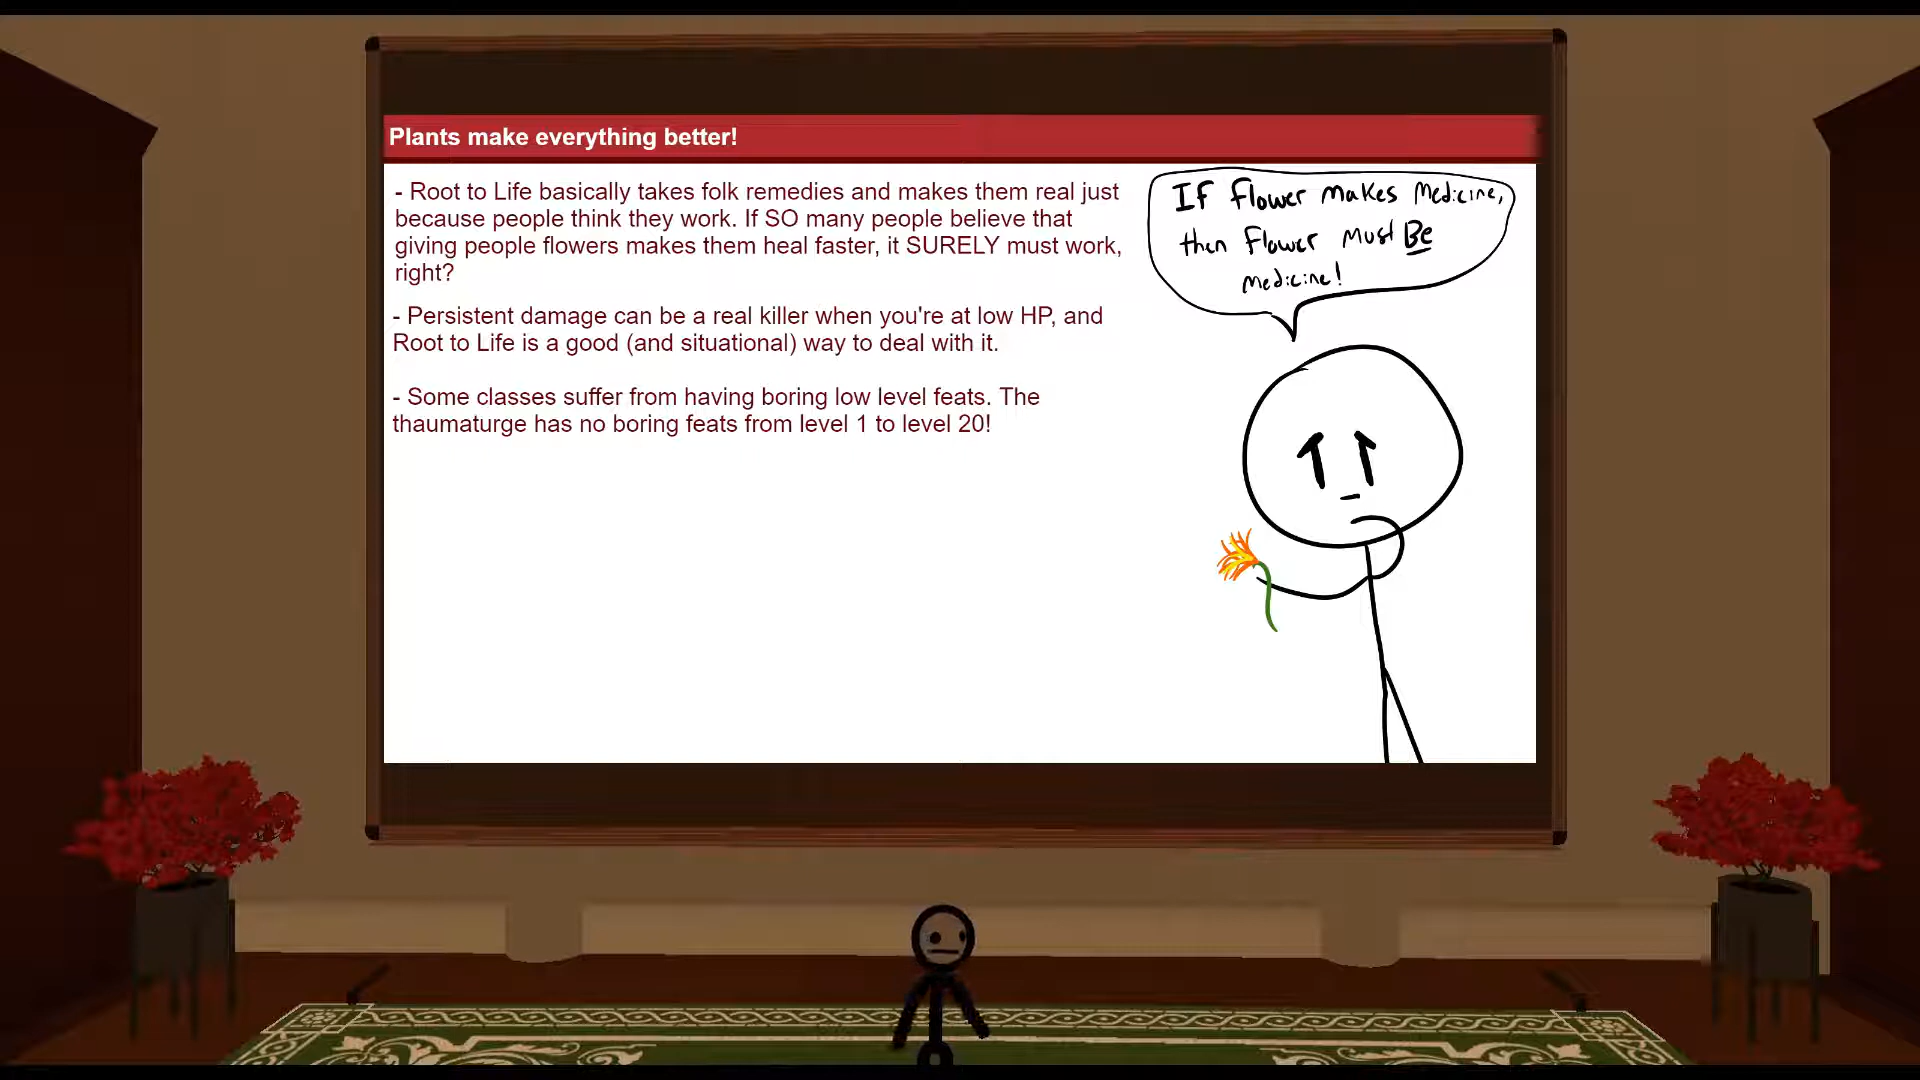 Plants make everything better!
- Root to Life basically takes folk remedies and makes them real just
because people think they work. If SO many people believe that
giving people flowers makes them heal faster, it SURELY must work,
right?
- Persistent damage can be a real killer when you're at low HP, and
Root to Life is a good (and situational) way to deal with it.
- Some classes suffer from having boring low level feats. The
thaumaturge has no boring feats from level 1 to level 20!
If Flower makes medicine,
then Flower must Be
medicine!